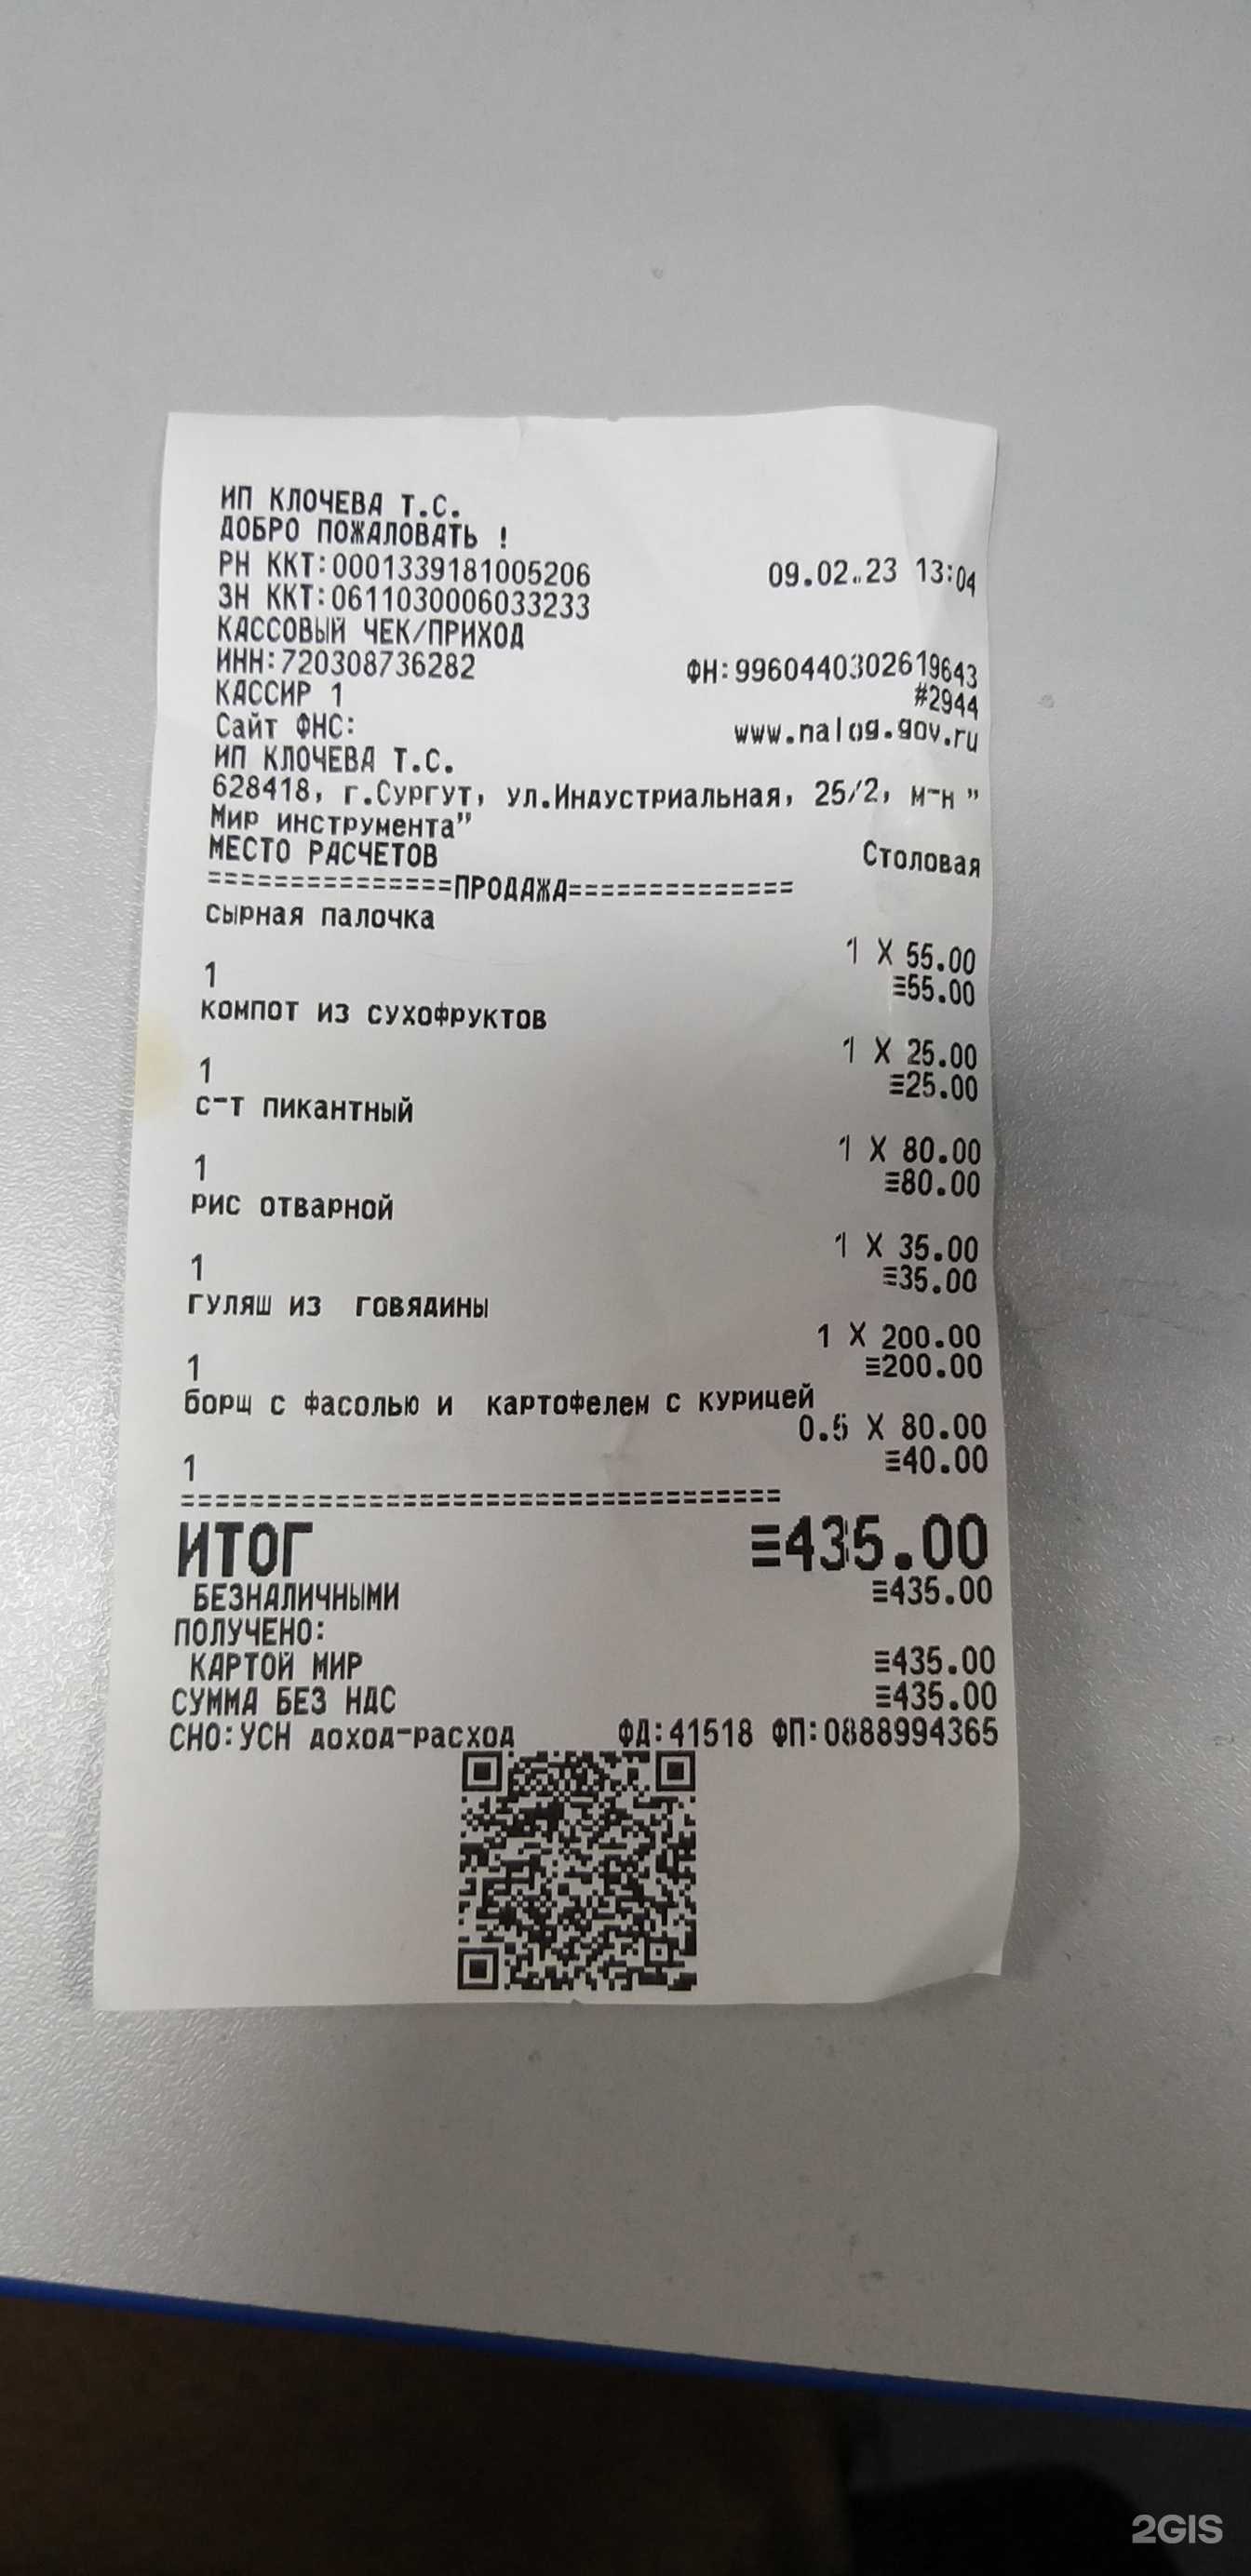 ИП КЛОЧЕВА Т.С.
ДОБРО ПОЖАЛОВАТЬ !
РН ККТ:0001339181005206 09.02.23 13:04
ЗН ККТ:0611030006033233
КАССОВЫЙ ЧЕК/ПРИХОД
ИНН:720308736282 ФН:9960440302619643
КАССИР 1 #2944
Сайт ФНС: www.nalog.gov.ru
ИП КЛОЧЕВА Т.С.
628418, г.Сургут, ул.Индустриальная, 25/2, м-н "
Мир инструмента"
МЕСТО РАСЧЕТОВ Столовая
===============ПРОДАЖА==============
сырная палочка
1 X 55.00
1 ≡55.00
компот из сухофруктов
1 X 25.00
1 ≡25.00
с-т пикантный
1 X 80.00
1 ≡80.00
рис отварной
1 X 35.00
1 ≡35.00
гуляш из говядины
1 X 200.00
1 ≡200.00
борщ с фасолью и картофелем с курицей
0.5 X 80.00
1 ≡40.00
====================================
ИТОГ ≡435.00
БЕЗНАЛИЧНЫМИ ≡435.00
ПОЛУЧЕНО:
КАРТОЙ МИР ≡435.00
СУММА БЕЗ НДС ≡435.00
СНО:УСН доход-расход ФД:41518 ФП:0888994365
2GIS